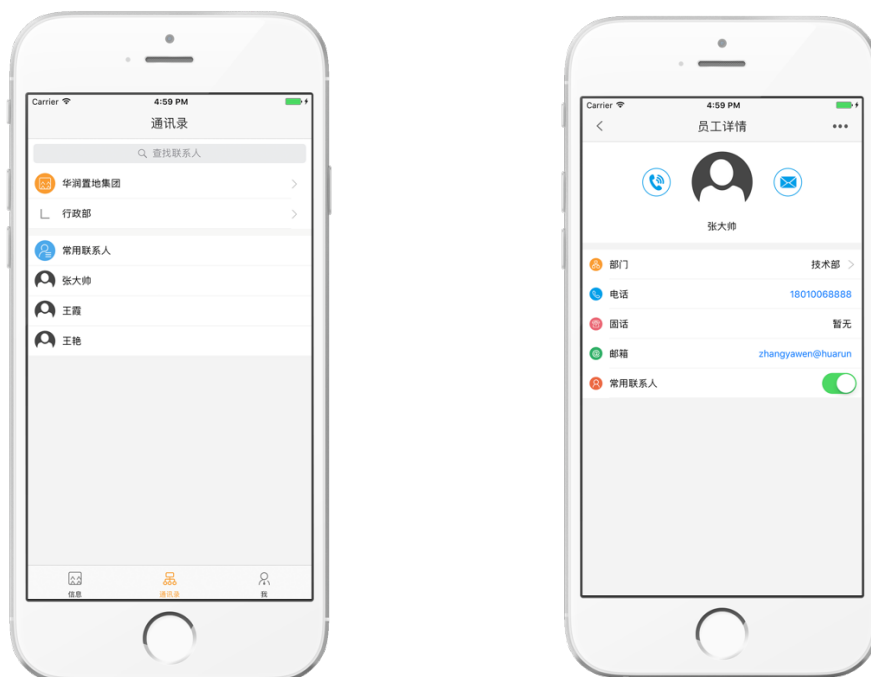 Carrier 4:59 PM
通讯录
查找联系人
华润置地集团
行政部
常用联系人
张大帅
王霞
王艳
信息 通讯录 我
Carrier 4:59 PM
员工详情
张大帅
部门 技术部
电话 18010068888
固话 暂无
邮箱 zhangyawen@huarun
常用联系人